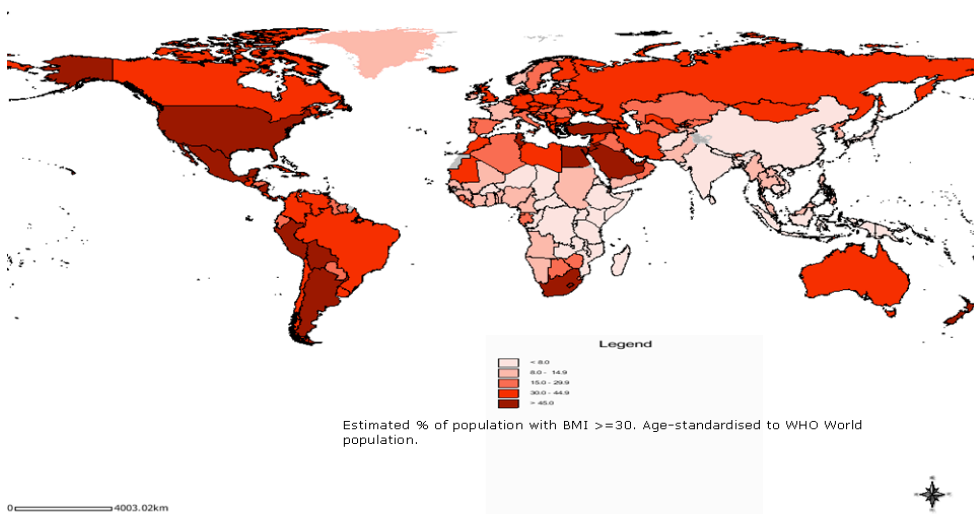 Legend
< 8.0
8.0 - 14.9
15.0 - 29.9
30.0 - 44.9
> 45.0
Estimated % of population with BMI >=30. Age-standardised to WHO World
population.
0 4003.02km